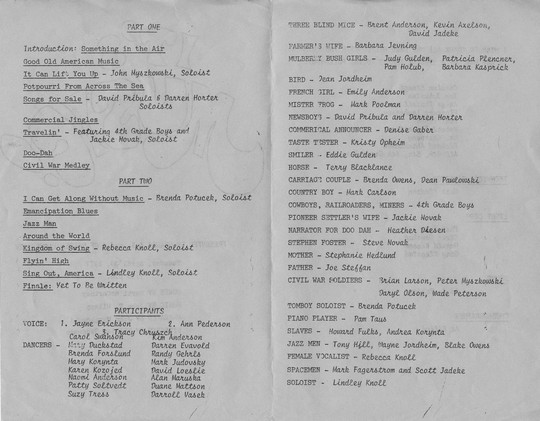 PART ONE
Introduction: Something in the Air
Good Old American Music
It Can Lift You Up - John Myszkowski, Soloist
Potpourri From Across The Sea
Songs for Sale - David Pribula & Darren Horter
Soloists
Commercial Jingles
Travelin' - Featuring 4th Grade Boys and
Jackie Novak, Soloist
Doo-Dah
Civil War Medley
PART TWO
I Can Get Along Without Music - Brenda Potucek, Soloist
Emancipation Blues
Jazz Man
Around the World
Kingdom of Swing - Rebecca Knoll, Soloist
Flyin' High
Sing Out, America - Lindley Knoll, Soloist
Finale: Yet To Be Written
PARTICIPANTS
VOICE: 1. Jayne Erickson 2. Ann Pederson
3. Tracy Chruszch
Carol Swanson Kim Anderson
DANCERS - Mary Duckstad Darren Evavold
Brenda Forslund Randy Gehrls
Mary Korynta Mark Judovsky
Karen Kozojed David Loeslie
Naomi Anderson Alan Maruska
Patty Soltvedt Duane Mattson
Suzy Tress Darroll Vasek
THREE BLIND MICE - Brent Anderson, Kevin Axelson,
David Jadeke
FARMER'S WIFE - Barbara Jevning
MULBERRY BUSH GIRLS - Judy Gulden, Patricia Plencner,
Pam Holub, Barbara Kasprick
BIRD - Dean Jordheim
FRENCH GIRL - Emily Anderson
MISTER FROG - Mark Poolman
NEWSBOYS - David Pribula and Darren Horter
COMMERICAL ANNOUNCER - Denise Gaber
TASTE TESTER - Kristy Opheim
SMILER - Eddie Gulden
HORSE - Terry Blacklance
CARRIAGE COUPLE - Brenda Owens, Dean Pawlowski
COUNTRY BOY - Mark Carlson
COWBOYS, RAILROADERS, MINERS - 4th Grade Boys
PIONEER SETTLER'S WIFE - Jackie Novak
NARRATOR FOR DOO DAH - Heather Olesen
STEPHEN FOSTER - Steve Novak
MOTHER - Stephanie Hedlund
FATHER - Joe Steffan
CIVIL WAR SOLDIERS - Brian Larson, Peter Myszkowski
Daryl Olson, Wade Peterson
TOMBOY SOLOIST - Brenda Potucek
PIANO PLAYER - Pam Taus
SLAVES - Howard Fulks, Andrea Korynta
JAZZ MEN - Tony Hill, Wayne Jordheim, Blake Owens
FEMALE VOCALIST - Rebecca Knoll
SPACEMEN - Mark Fagerstrom and Scott Jadeke
SOLOIST - Lindley Knoll